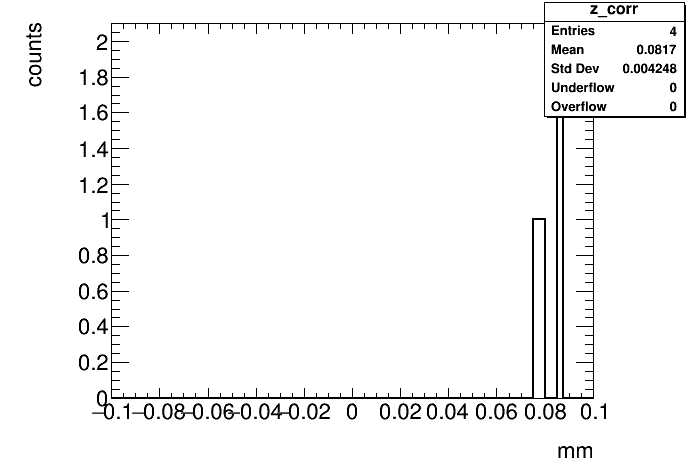 z_corr
Entries 4
Mean 0.0817
Std Dev 0.004248
Underflow 0
Overflow 0
counts
2
1.8
1.6
1.4
1.2
1
0.8
0.6
0.4
0.2
0
−0.1 −0.08 −0.06 −0.04 −0.02 0 0.02 0.04 0.06 0.08 0.1
mm